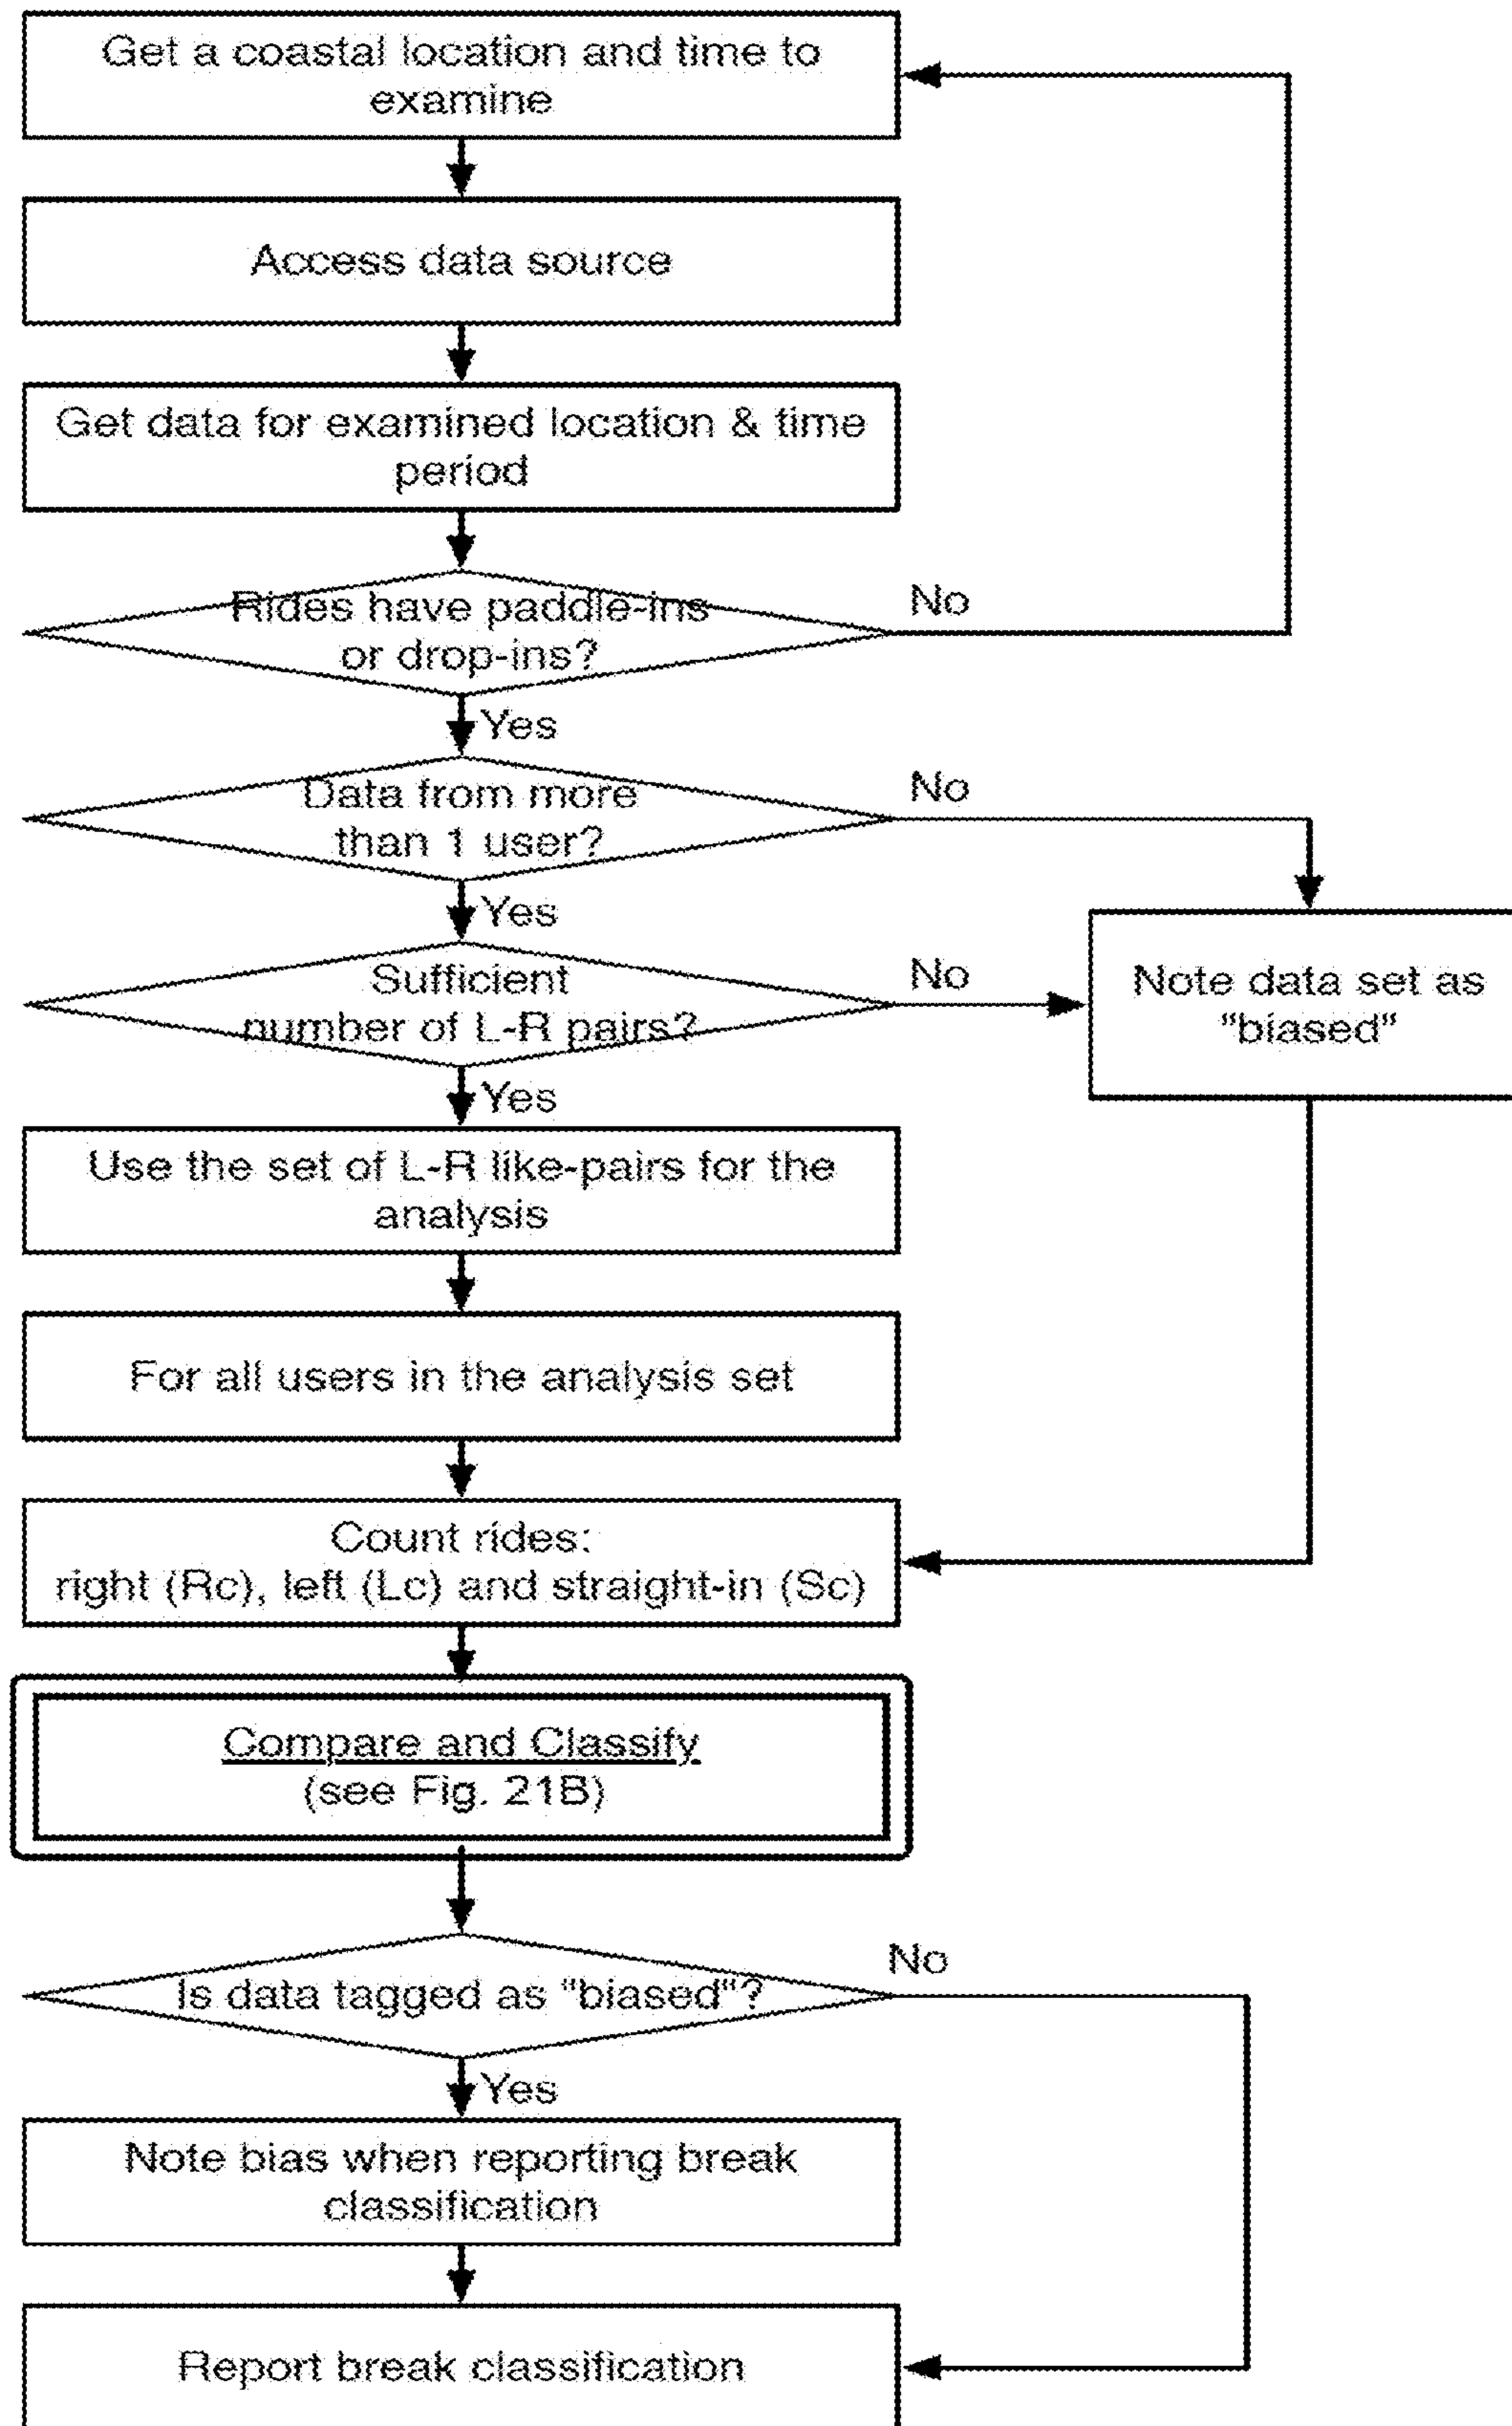 Get a coastal location and time to
examine
Access data source
Get data for examined location & time
period
Rides have paddle-ins
or drop-ins?
No
Yes
Data from more
than 1 user?
No
Yes
Sufficient
number of L-R pairs?
No
Note data set as
"biased"
Yes
Use the set of L-R like-pairs for the
analysis
For all users in the analysis set
Count rides:
right (Rc), left (Lc) and straight-in (Sc)
Compare and Classify
(see Fig. 21B)
Is data tagged as "biased"?
No
Yes
Note bias when reporting break
classification
Report break classification